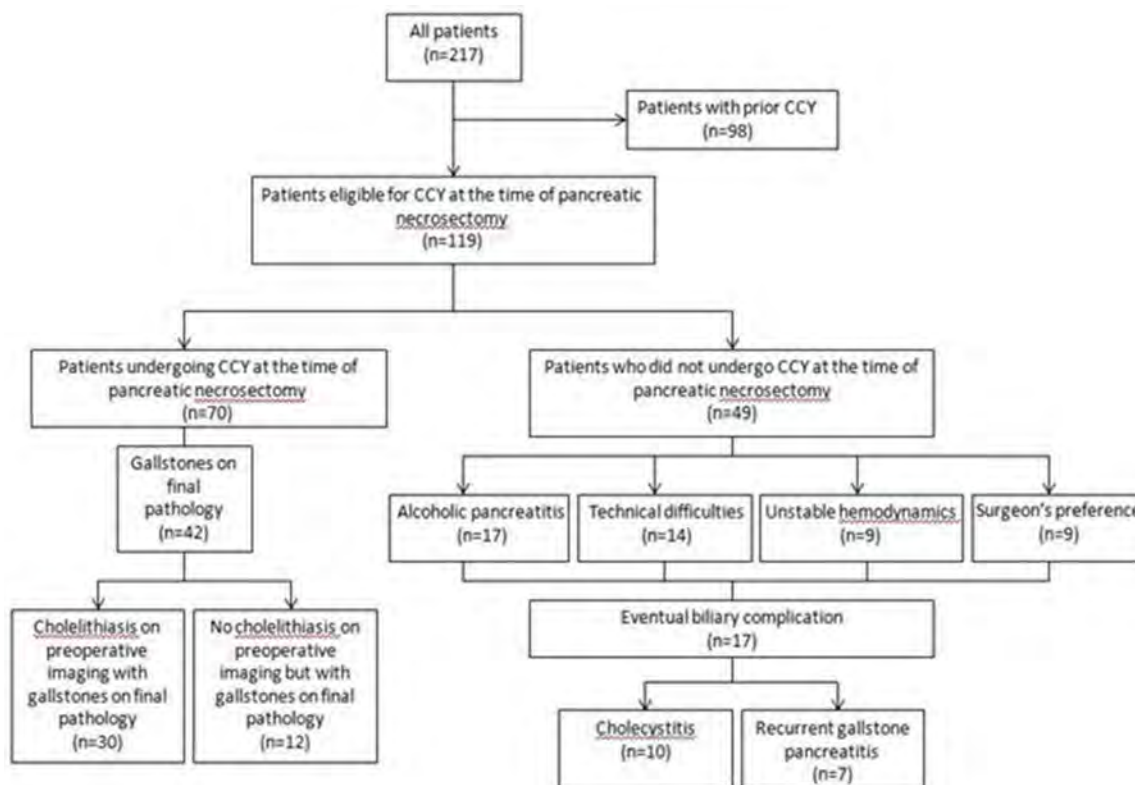 All patients
(n=217)
Patients with prior CCY
(n=98)
Patients eligible for CCY at the time of pancreatic
necrosectomy
(n=119)
Patients undergoing CCY at the time of
pancreatic necrosectomy
(n=70)
Patients who did not undergo CCY at the time of
pancreatic necrosectomy
(n=49)
Gallstones on
final
pathology
(n=42)
Alcoholic pancreatitis
(n=17)
Technical difficulties
(n=14)
Unstable hemodynamics
(n=9)
Surgeon's preference
(n=9)
Cholelithiasis on
preoperative
imaging with
gallstones on final
pathology
(n=30)
No cholelithiasis on
preoperative
imaging but with
gallstones on final
pathology
(n=12)
Eventual biliary complication
(n=17)
Cholecystitis
(n=10)
Recurrent gallstone
pancreatitis
(n=7)